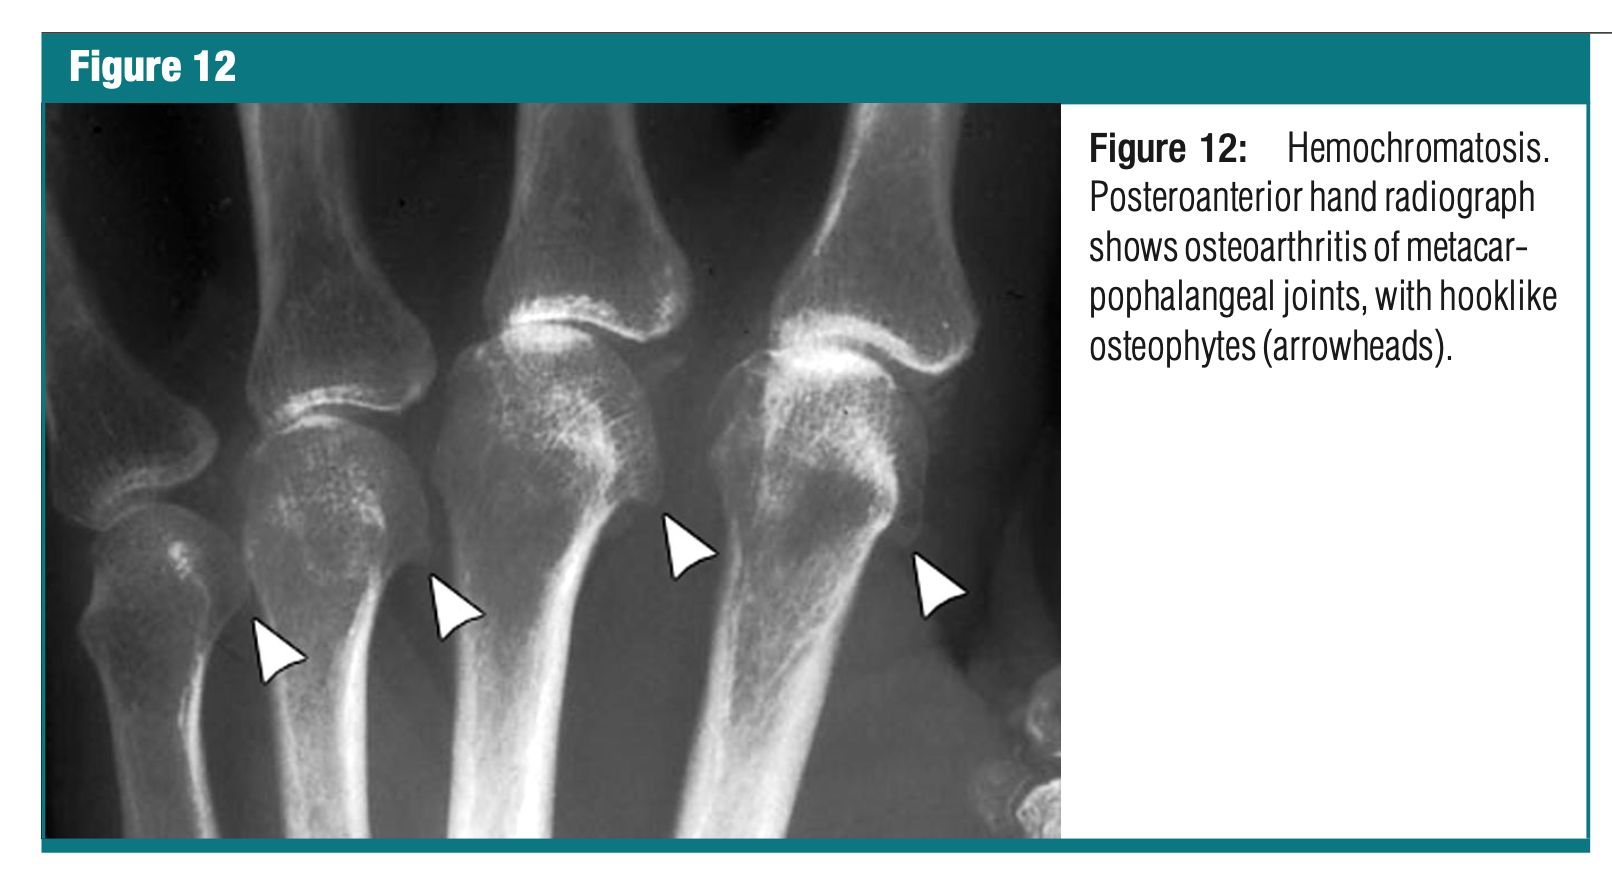 Figure 12
Figure 12: Hemochromatosis.
Posteroanterior hand radiograph
shows osteoarthritis of metacar-
pophalangeal joints, with hooklike
osteophytes (arrowheads).